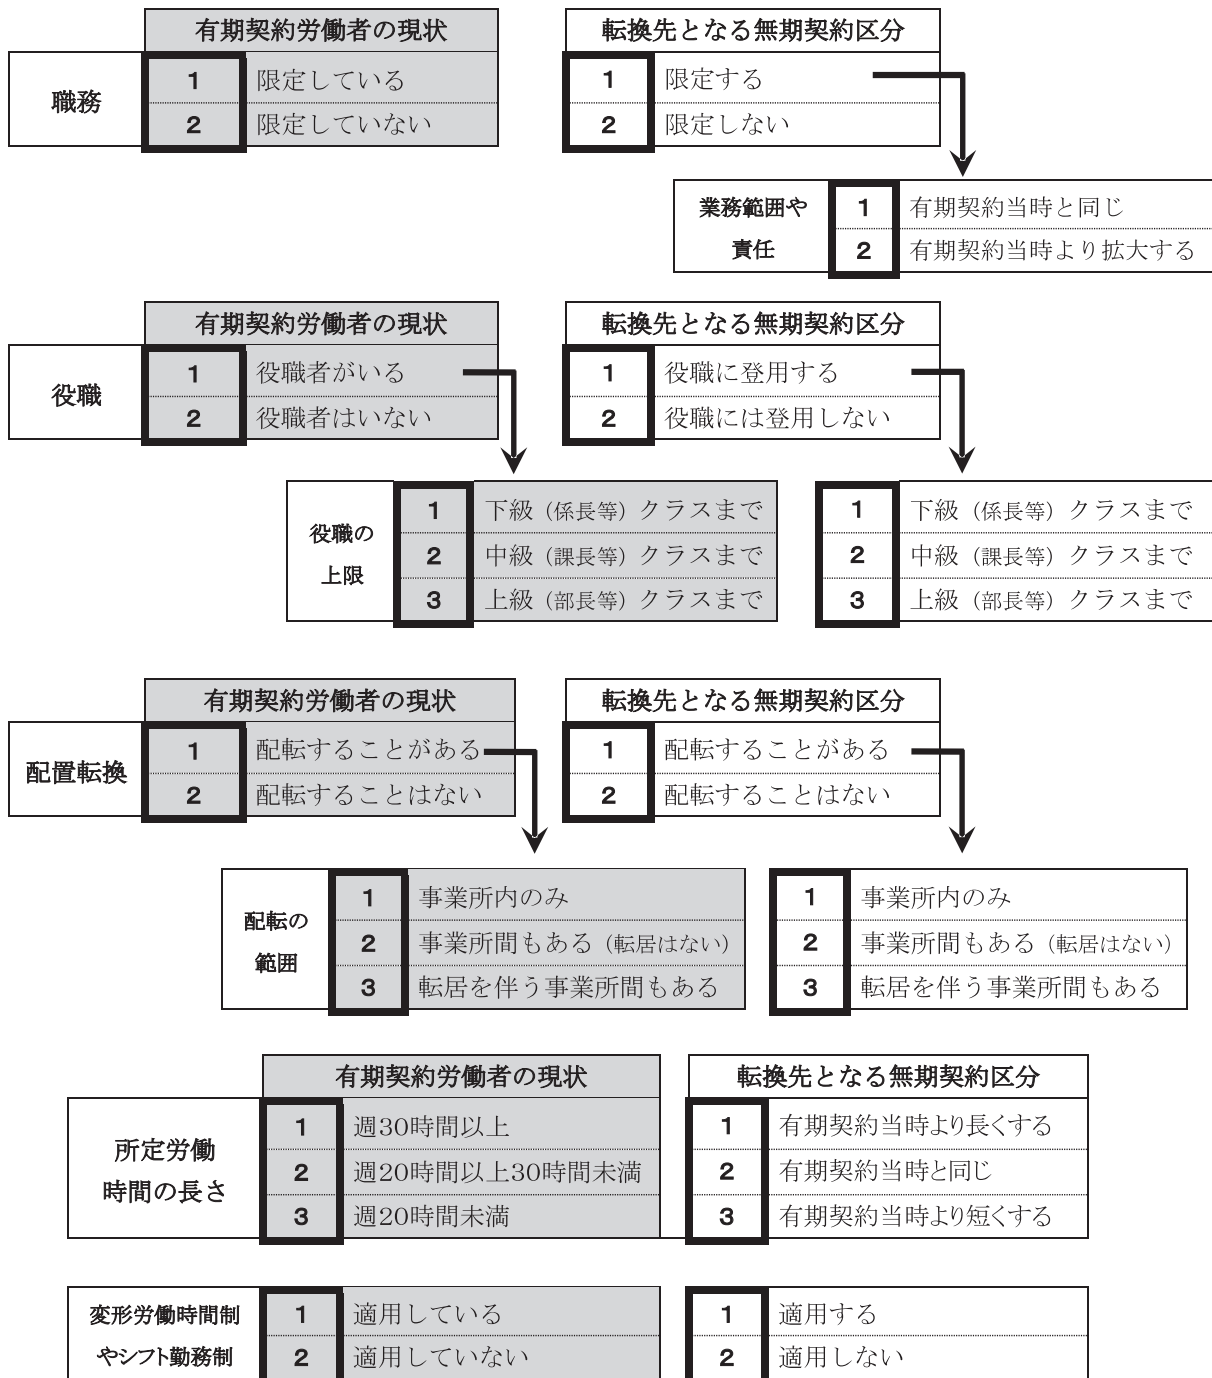 有期契約労働者の現状 転換先となる無期契約区分
職務 1 限定している 1 限定する
2 限定していない 2 限定しない
業務範囲や 1 有期契約当時と同じ
責任 2 有期契約当時より拡大する
有期契約労働者の現状 転換先となる無期契約区分
役職 1 役職者がいる 1 役職に登用する
2 役職者はいない 2 役職には登用しない
役職の上限 1 下級（係長等）クラスまで 1 下級（係長等）クラスまで
2 中級（課長等）クラスまで 2 中級（課長等）クラスまで
3 上級（部長等）クラスまで 3 上級（部長等）クラスまで
有期契約労働者の現状 転換先となる無期契約区分
配置転換 1 配転することがある 1 配転することがある
2 配転することはない 2 配転することはない
配転の範囲 1 事業所内のみ 1 事業所内のみ
2 事業所間もある（転居はない） 2 事業所間もある（転居はない）
3 転居を伴う事業所間もある 3 転居を伴う事業所間もある
有期契約労働者の現状 転換先となる無期契約区分
所定労働時間の長さ 1 週30時間以上 1 有期契約当時より長くする
2 週20時間以上30時間未満 2 有期契約当時と同じ
3 週20時間未満 3 有期契約当時より短くする
変形労働時間制 1 適用している 1 適用する
やシフト勤務制 2 適用していない 2 適用しない